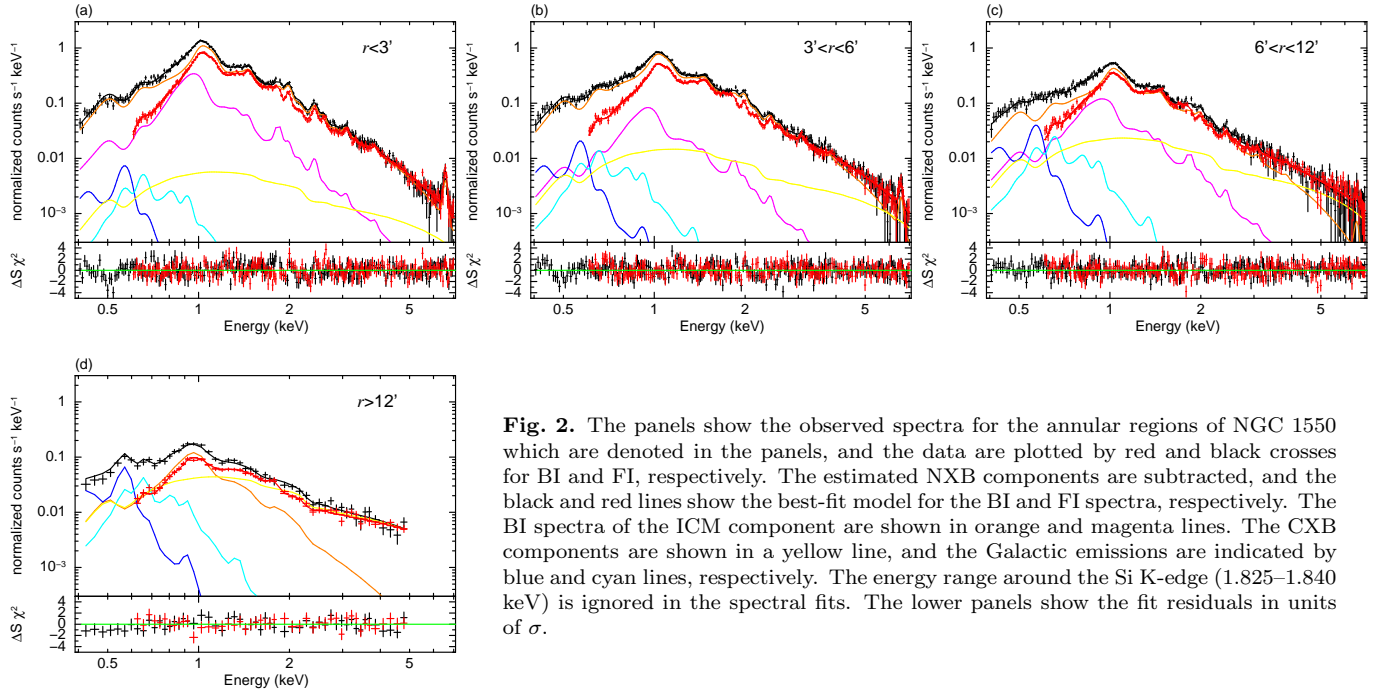 (a)
r<3'
normalized counts s⁻¹ keV⁻¹
1
0.1
0.01
10⁻³
ΔS χ²
4
2
0
−2
−4
0.5
1
2
5
Energy (keV)
(b)
3'<r<6'
normalized counts s⁻¹ keV⁻¹
1
0.1
0.01
10⁻³
ΔS χ²
4
2
0
−2
−4
0.5
1
2
5
Energy (keV)
(c)
6'<r<12'
normalized counts s⁻¹ keV⁻¹
1
0.1
0.01
10⁻³
ΔS χ²
4
2
0
−2
−4
0.5
1
2
5
Energy (keV)
(d)
r>12'
normalized counts s⁻¹ keV⁻¹
1
0.1
0.01
10⁻³
ΔS χ²
4
2
0
−2
−4
0.5
1
2
5
Energy (keV)
Fig. 2. The panels show the observed spectra for the annular regions of NGC 1550
which are denoted in the panels, and the data are plotted by red and black crosses
for BI and FI, respectively. The estimated NXB components are subtracted, and the
black and red lines show the best-fit model for the BI and FI spectra, respectively. The
BI spectra of the ICM component are shown in orange and magenta lines. The CXB
components are shown in a yellow line, and the Galactic emissions are indicated by
blue and cyan lines, respectively. The energy range around the Si K-edge (1.825–1.840
keV) is ignored in the spectral fits. The lower panels show the fit residuals in units
of σ.